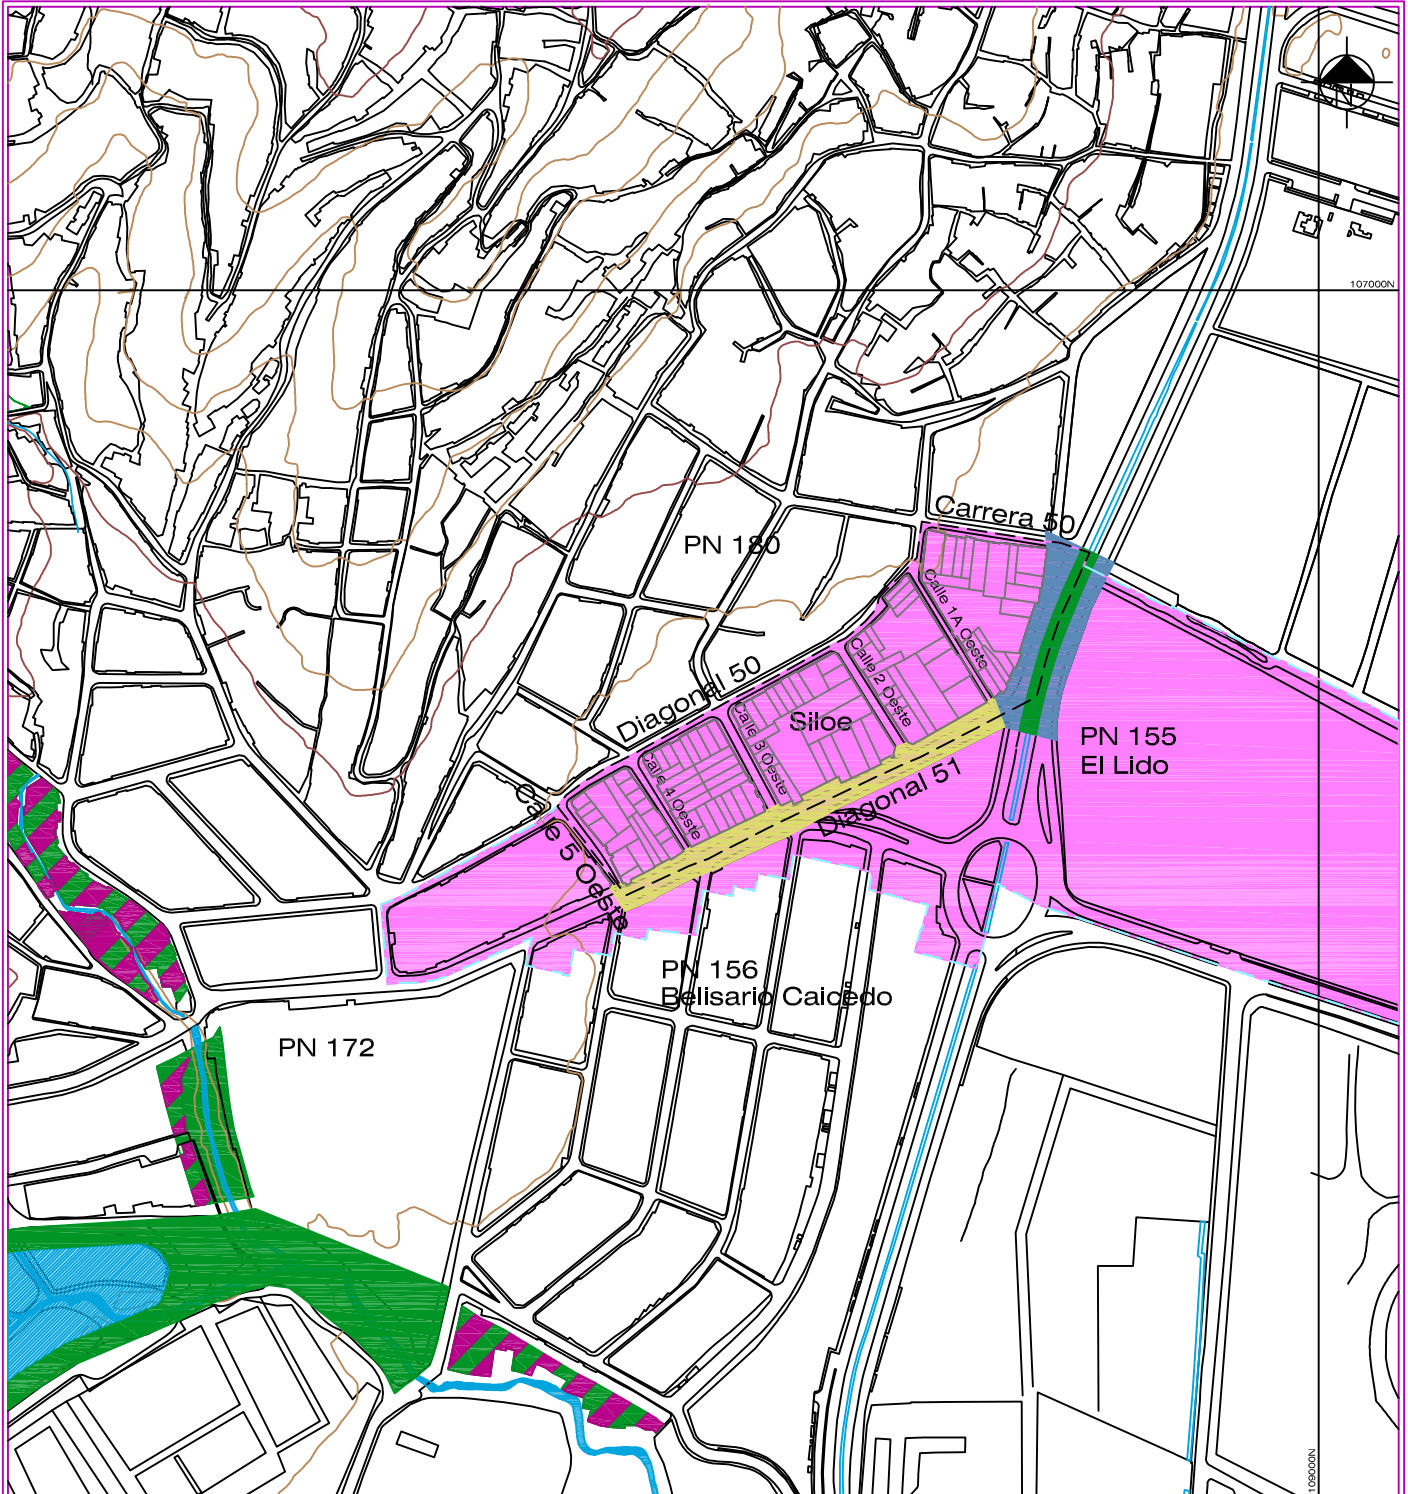 107000N
Carrera 50
PN 180
Calle 1A Oeste
Calle 2 Oeste
Diagonal 50
Siloe
Calle 3 Oeste
PN 155
El Lido
Calle 4 Oeste
Diagonal 51
Calle 5 Oeste
PN 156
Belisario Caicedo
PN 172
109000N